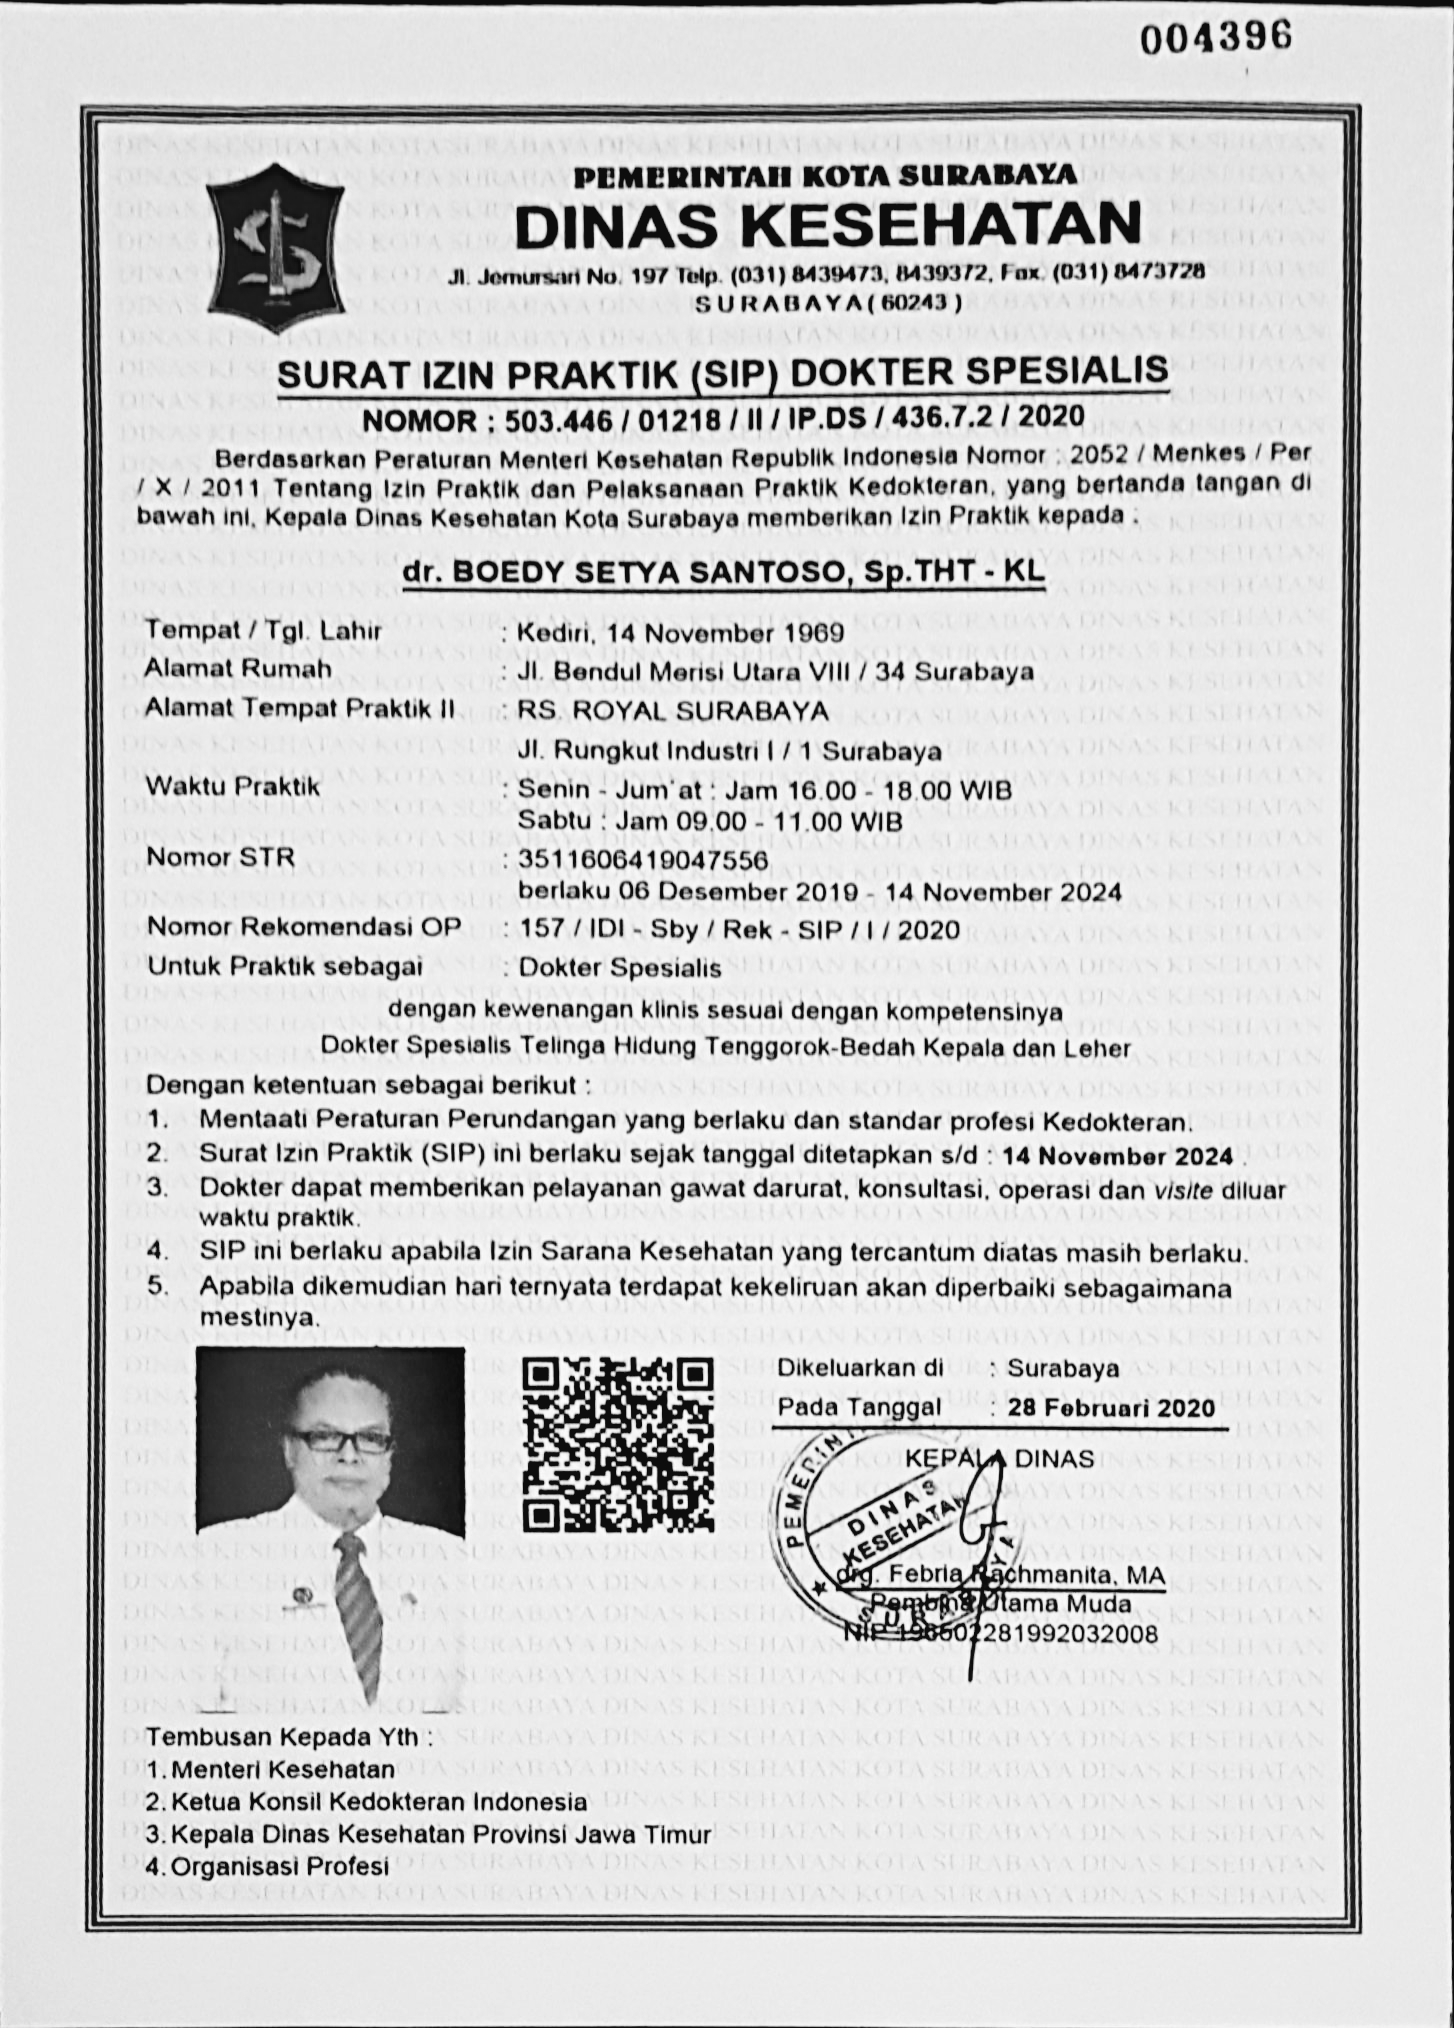 004396
PEMERINTAH KOTA SURABAYA
DINAS KESEHATAN
Jl. Jemursari No. 197 Telp. (031) 8439473, 8439372, Fax. (031) 8473728
SURABAYA ( 60243 )
SURAT IZIN PRAKTIK (SIP) DOKTER SPESIALIS
NOMOR : 503.446 / 01218 / II / IP.DS / 436.7.2 / 2020
Berdasarkan Peraturan Menteri Kesehatan Republik Indonesia Nomor : 2052 / Menkes / Per
/ X / 2011 Tentang Izin Praktik dan Pelaksanaan Praktik Kedokteran, yang bertanda tangan di
bawah ini, Kepala Dinas Kesehatan Kota Surabaya memberikan Izin Praktik kepada :
dr. BOEDY SETYA SANTOSO, Sp.THT - KL
Tempat / Tgl. Lahir : Kediri, 14 November 1969
Alamat Rumah : Jl. Bendul Merisi Utara VIII / 34 Surabaya
Alamat Tempat Praktik II : RS. ROYAL SURABAYA
Jl. Rungkut Industri I / 1 Surabaya
Waktu Praktik : Senin - Jum'at : Jam 16.00 - 18.00 WIB
Sabtu : Jam 09.00 - 11.00 WIB
Nomor STR : 3511606419047556
berlaku 06 Desember 2019 - 14 November 2024
Nomor Rekomendasi OP : 157 / IDI - Sby / Rek - SIP / I / 2020
Untuk Praktik sebagai : Dokter Spesialis
dengan kewenangan klinis sesuai dengan kompetensinya
Dokter Spesialis Telinga Hidung Tenggorok-Bedah Kepala dan Leher
Dengan ketentuan sebagai berikut :
1. Mentaati Peraturan Perundangan yang berlaku dan standar profesi Kedokteran.
2. Surat Izin Praktik (SIP) ini berlaku sejak tanggal ditetapkan s/d : 14 November 2024 .
3. Dokter dapat memberikan pelayanan gawat darurat, konsultasi, operasi dan visite diluar
waktu praktik.
4. SIP ini berlaku apabila Izin Sarana Kesehatan yang tercantum diatas masih berlaku.
5. Apabila dikemudian hari ternyata terdapat kekeliruan akan diperbaiki sebagaimana
mestinya.
Dikeluarkan di : Surabaya
Pada Tanggal : 28 Februari 2020
KEPALA DINAS
PEMERINTAH
DINAS
KESEHATAN
SURABAYA
drg. Febria Rachmanita, MA
Pembina Utama Muda
NIP 196502281992032008
Tembusan Kepada Yth :
1. Menteri Kesehatan
2. Ketua Konsil Kedokteran Indonesia
3. Kepala Dinas Kesehatan Provinsi Jawa Timur
4. Organisasi Profesi